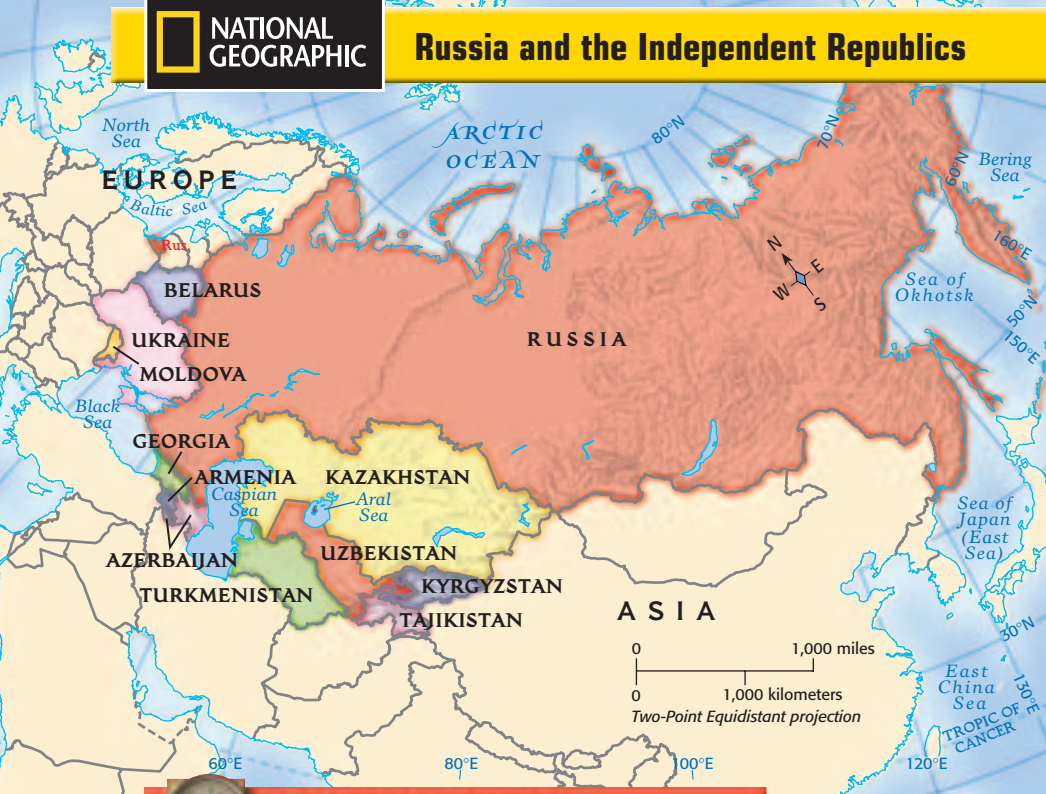 NATIONAL
GEOGRAPHIC
Russia and the Independent Republics
North
Sea
ARCTIC
OCEAN
80°N
70°N
60°N
Bering
Sea
EUROPE
Baltic Sea
Rus.
160°E
N
E
W
S
Sea of
Okhotsk
50°N
150°E
BELARUS
UKRAINE
RUSSIA
MOLDOVA
Black
Sea
GEORGIA
ARMENIA
KAZAKHSTAN
Caspian
Sea
Aral
Sea
Sea of
Japan
(East
Sea)
AZERBAIJAN
UZBEKISTAN
TURKMENISTAN
KYRGYZSTAN
TAJIKISTAN
ASIA
30°N
0
1,000 miles
0
1,000 kilometers
Two-Point Equidistant projection
East
China
Sea
130°E
TROPIC OF
CANCER
60°E
80°E
100°E
120°E